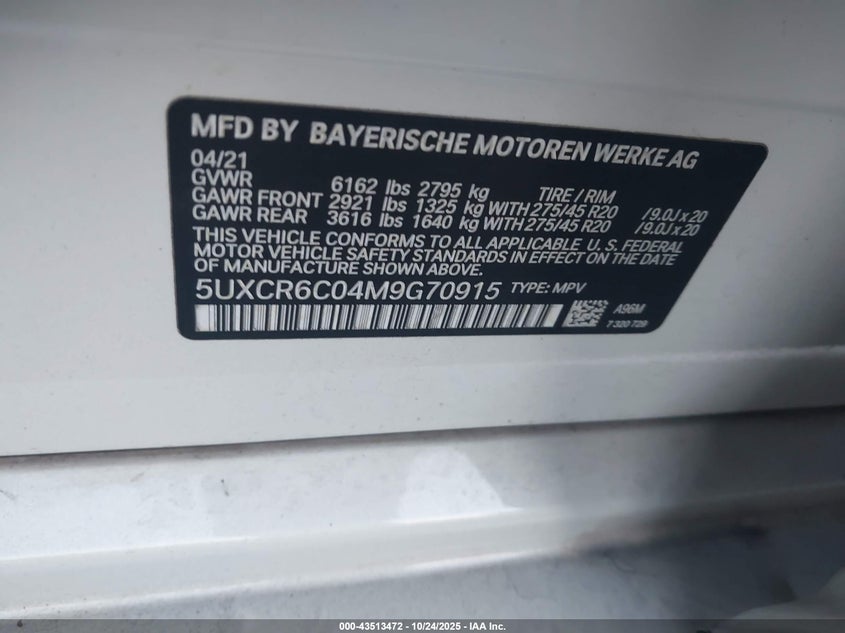 MFD BY BAYERISCHE MOTOREN WERKE AG
04/21
GVWR 6162 lbs 2795 kg TIRE / RIM
GAWR FRONT 2921 lbs 1325 kg WITH 275/45 R20 /9.0J x 20
GAWR REAR 3616 lbs 1640 kg WITH 275/45 R20 /9.0J x 20
THIS VEHICLE CONFORMS TO ALL APPLICABLE U. S. FEDERAL
MOTOR VEHICLE SAFETY STANDARDS IN EFFECT ON THE DATE
OF MANUFACTURE SHOWN ABOVE.
5UXCR6C04M9G70915 TYPE: MPV
A96M
7 320 729
000-43513472 - 10/24/2025 - IAA Inc.